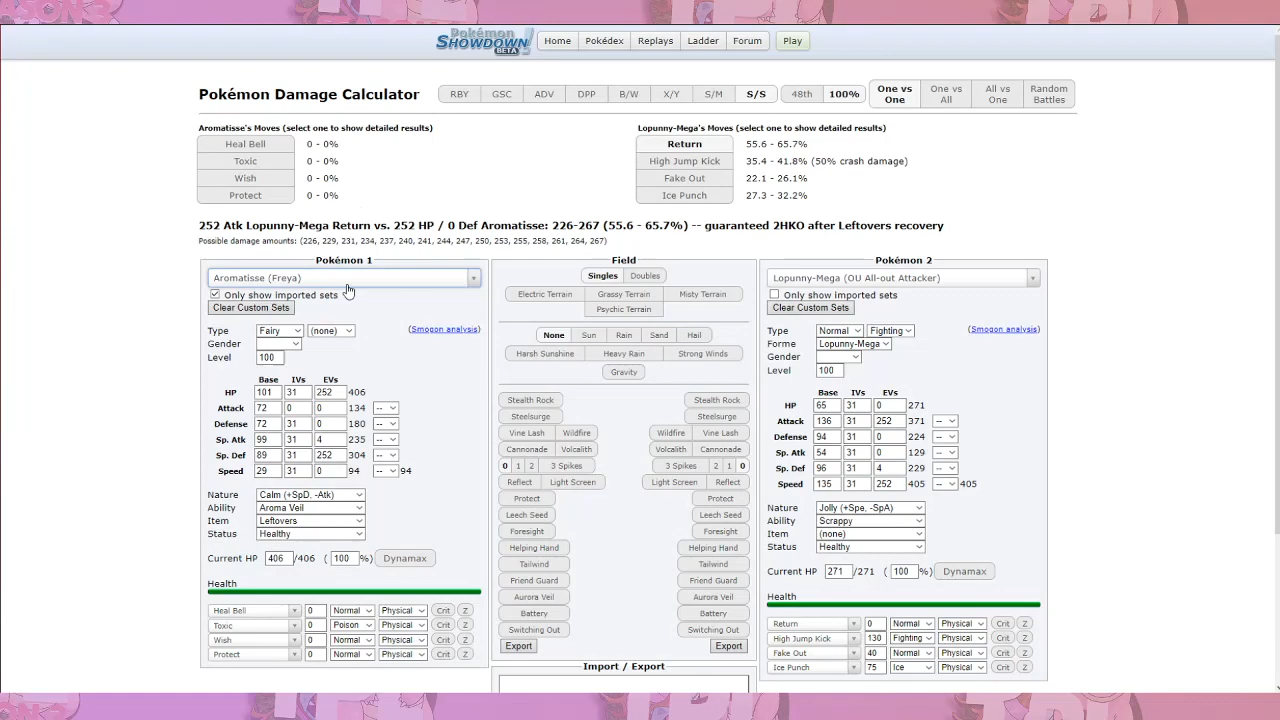 Pokémon
SHOWDOWN!
BETA
Home
Pokédex
Replays
Ladder
Forum
Play
Pokémon Damage Calculator
RBY GSC ADV DPP B/W X/Y S/M S/S
48th 100%
One vs One
One vs All
All vs One
Random Battles
Aromatisse's Moves (select one to show detailed results)
Heal Bell 0 - 0%
Toxic 0 - 0%
Wish 0 - 0%
Protect 0 - 0%
Lopunny-Mega's Moves (select one to show detailed results)
Return 55.6 - 65.7%
High Jump Kick 35.4 - 41.8% (50% crash damage)
Fake Out 22.1 - 26.1%
Ice Punch 27.3 - 32.2%
252 Atk Lopunny-Mega Return vs. 252 HP / 0 Def Aromatisse: 226-267 (55.6 - 65.7%) -- guaranteed 2HKO after Leftovers recovery
Possible damage amounts: (226, 229, 231, 234, 237, 240, 241, 244, 247, 250, 253, 255, 258, 261, 264, 267)
Pokémon 1
Aromatisse (Freya)
Only show imported sets
Clear Custom Sets
Type Fairy (none) (Smogon analysis)
Gender
Level 100
Base IVs EVs
HP 101 31 252 406
Attack 72 0 0 134 --
Defense 72 31 0 180 --
Sp. Atk 99 31 4 235 --
Sp. Def 89 31 252 304 --
Speed 29 31 0 94 -- 94
Nature Calm (+SpD, -Atk)
Ability Aroma Veil
Item Leftovers
Status Healthy
Current HP 406 /406 ( 100 %) Dynamax
Health
Heal Bell 0 Normal Physical Crit Z
Toxic 0 Poison Physical Crit Z
Wish 0 Normal Physical Crit Z
Protect 0 Normal Physical Crit Z
Field
Singles Doubles
Electric Terrain Grassy Terrain Misty Terrain
Psychic Terrain
None Sun Rain Sand Hail
Harsh Sunshine Heavy Rain Strong Winds
Gravity
Stealth Rock Stealth Rock
Steelsurge Steelsurge
Vine Lash Wildfire Wildfire Vine Lash
Cannonade Volcalith Volcalith Cannonade
0 1 2 3 Spikes 3 Spikes 2 1 0
Reflect Light Screen Light Screen Reflect
Protect Protect
Leech Seed Leech Seed
Foresight Foresight
Helping Hand Helping Hand
Tailwind Tailwind
Friend Guard Friend Guard
Aurora Veil Aurora Veil
Battery Battery
Switching Out Switching Out
Export Export
Import / Export
Pokémon 2
Lopunny-Mega (OU All-out Attacker)
Only show imported sets
Clear Custom Sets
Type Normal Fighting (Smogon analysis)
Forme Lopunny-Mega
Gender
Level 100
Base IVs EVs
HP 65 31 0 271
Attack 136 31 252 371 --
Defense 94 31 0 224 --
Sp. Atk 54 31 0 129 --
Sp. Def 96 31 4 229 --
Speed 135 31 252 405 -- 405
Nature Jolly (+Spe, -SpA)
Ability Scrappy
Item (none)
Status Healthy
Current HP 271 /271 ( 100 %) Dynamax
Health
Return 0 Normal Physical Crit Z
High Jump Kick 130 Fighting Physical Crit Z
Fake Out 40 Normal Physical Crit Z
Ice Punch 75 Ice Physical Crit Z